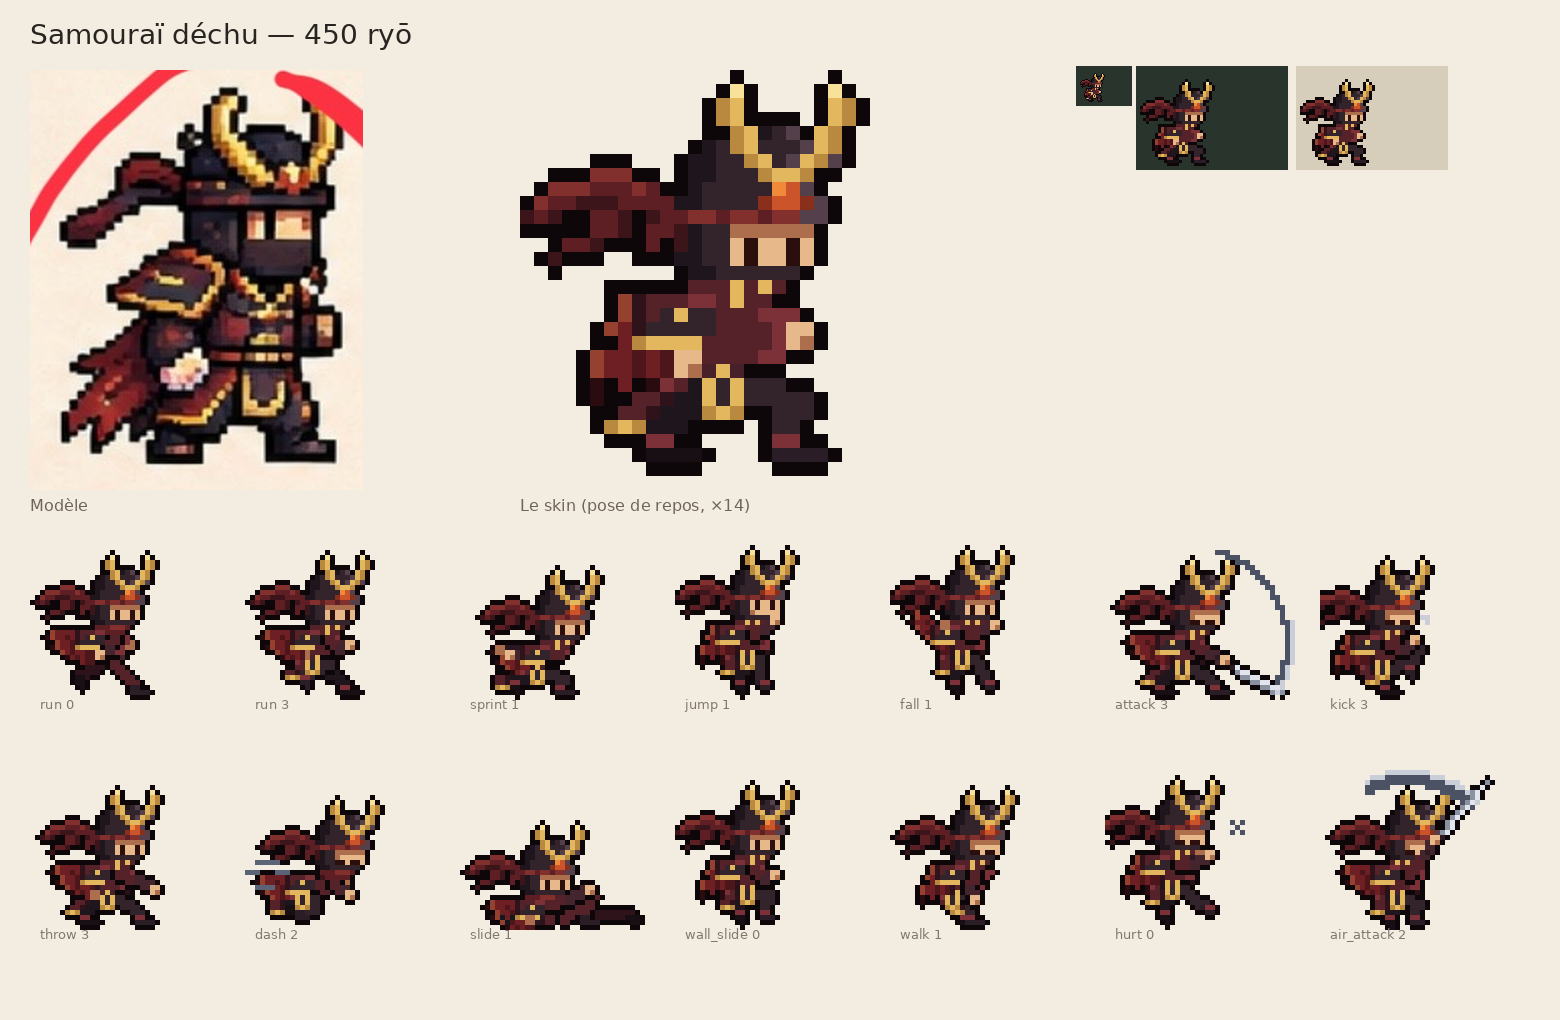 Samouraï déchu — 450 ryō
Modèle
Le skin (pose de repos, ×14)
run 0
run 3
sprint 1
jump 1
fall 1
attack 3
kick 3
throw 3
dash 2
slide 1
wall_slide 0
walk 1
hurt 0
air_attack 2